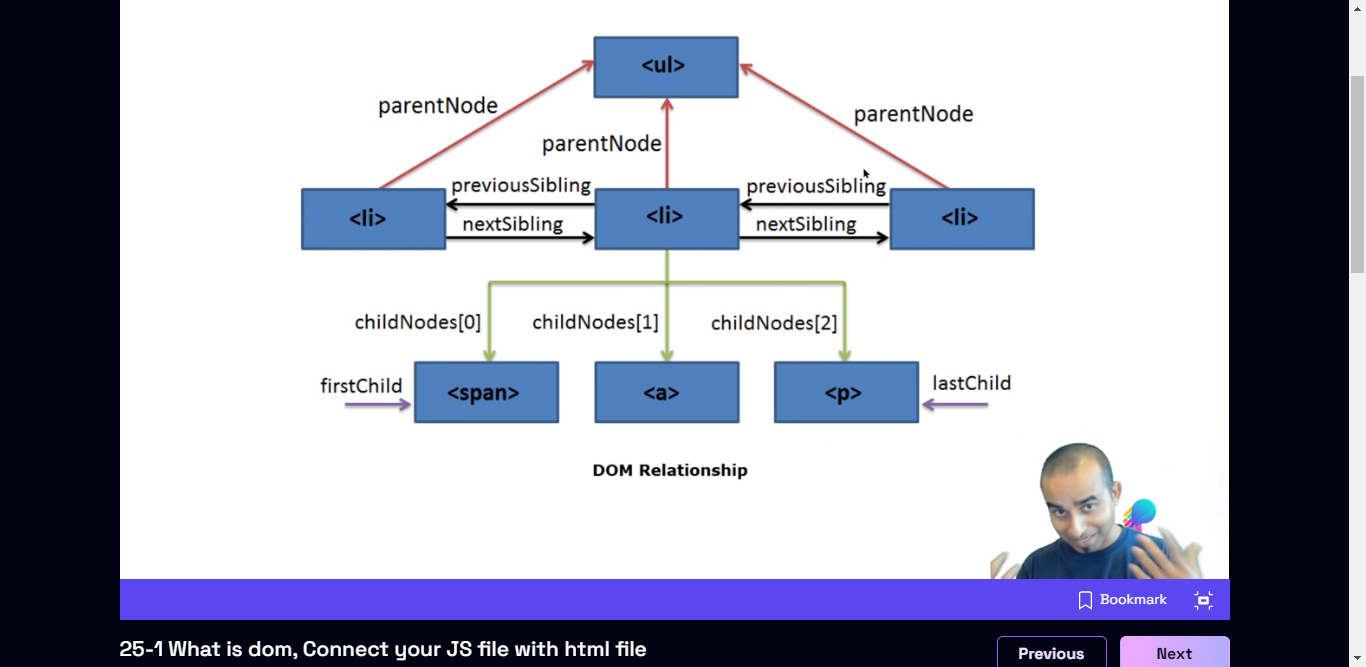 <ul>
parentNode
parentNode
parentNode
previousSibling
previousSibling
<li>
<li>
<li>
nextSibling
nextSibling
childNodes[0]
childNodes[1]
childNodes[2]
firstChild
<span>
<a>
<p>
lastChild
DOM Relationship
Bookmark
25-1 What is dom, Connect your JS file with html file
Previous
Next